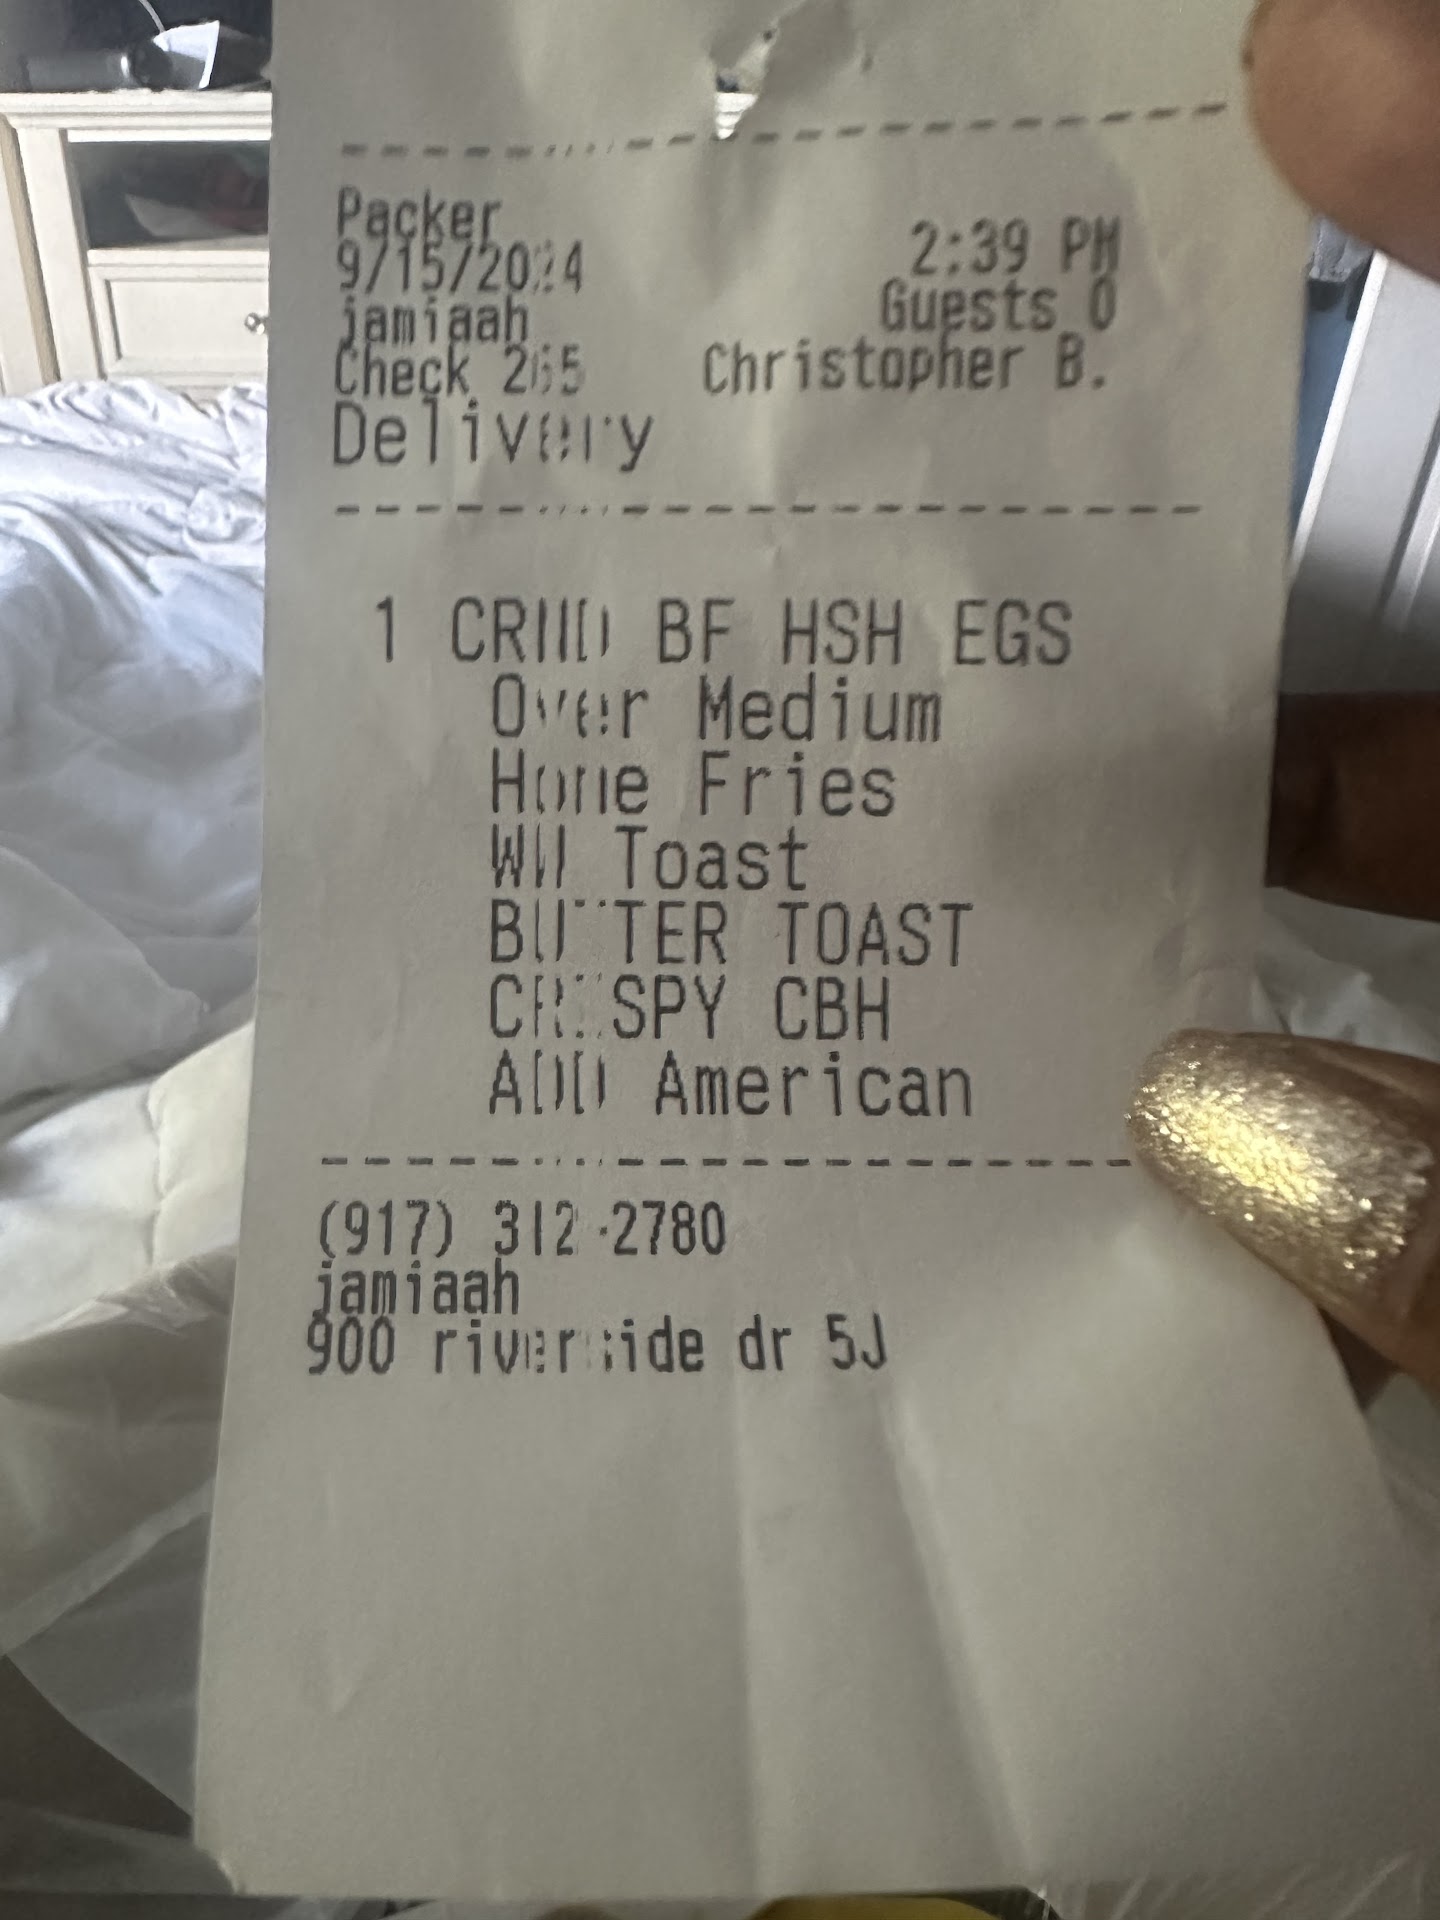 Packer
9/15/2024 2:39 PM
jamiaah Guests 0
Check 265 Christopher B.
Delivery
1 CRND BF HSH EGS
Over Medium
Home Fries
WW Toast
BUTTER TOAST
CRISPY CBH
ADD American
(917) 312-2780
jamiaah
900 riverside dr 5J